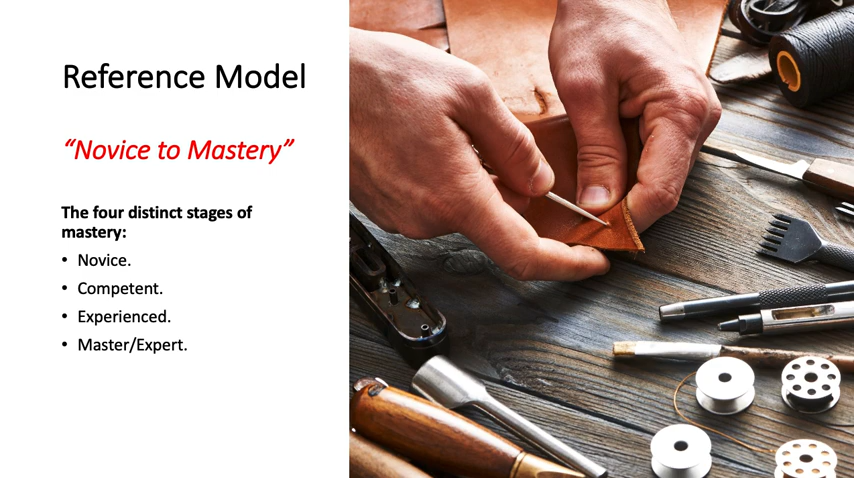 Reference Model
“Novice to Mastery”
The four distinct stages of
mastery:
• Novice.
• Competent.
• Experienced.
• Master/Expert.